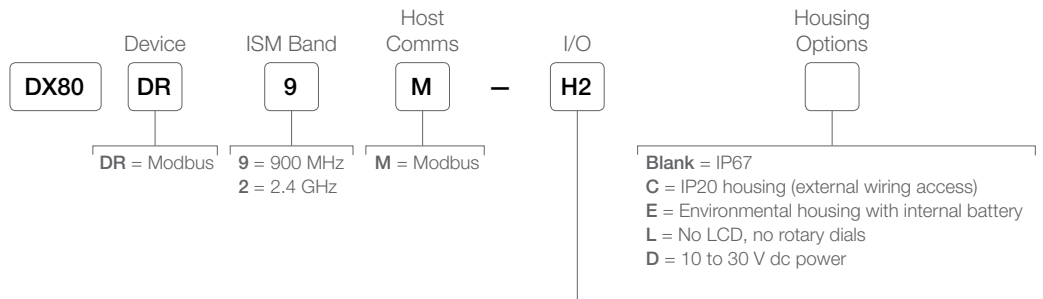 Device
ISM Band
Host
Comms
I/O
Housing
Options
DX80 DR 9 M – H2
DR = Modbus
9 = 900 MHz
2 = 2.4 GHz
M = Modbus
Blank = IP67
C = IP20 housing (external wiring access)
E = Environmental housing with internal battery
L = No LCD, no rotary dials
D = 10 to 30 V dc power